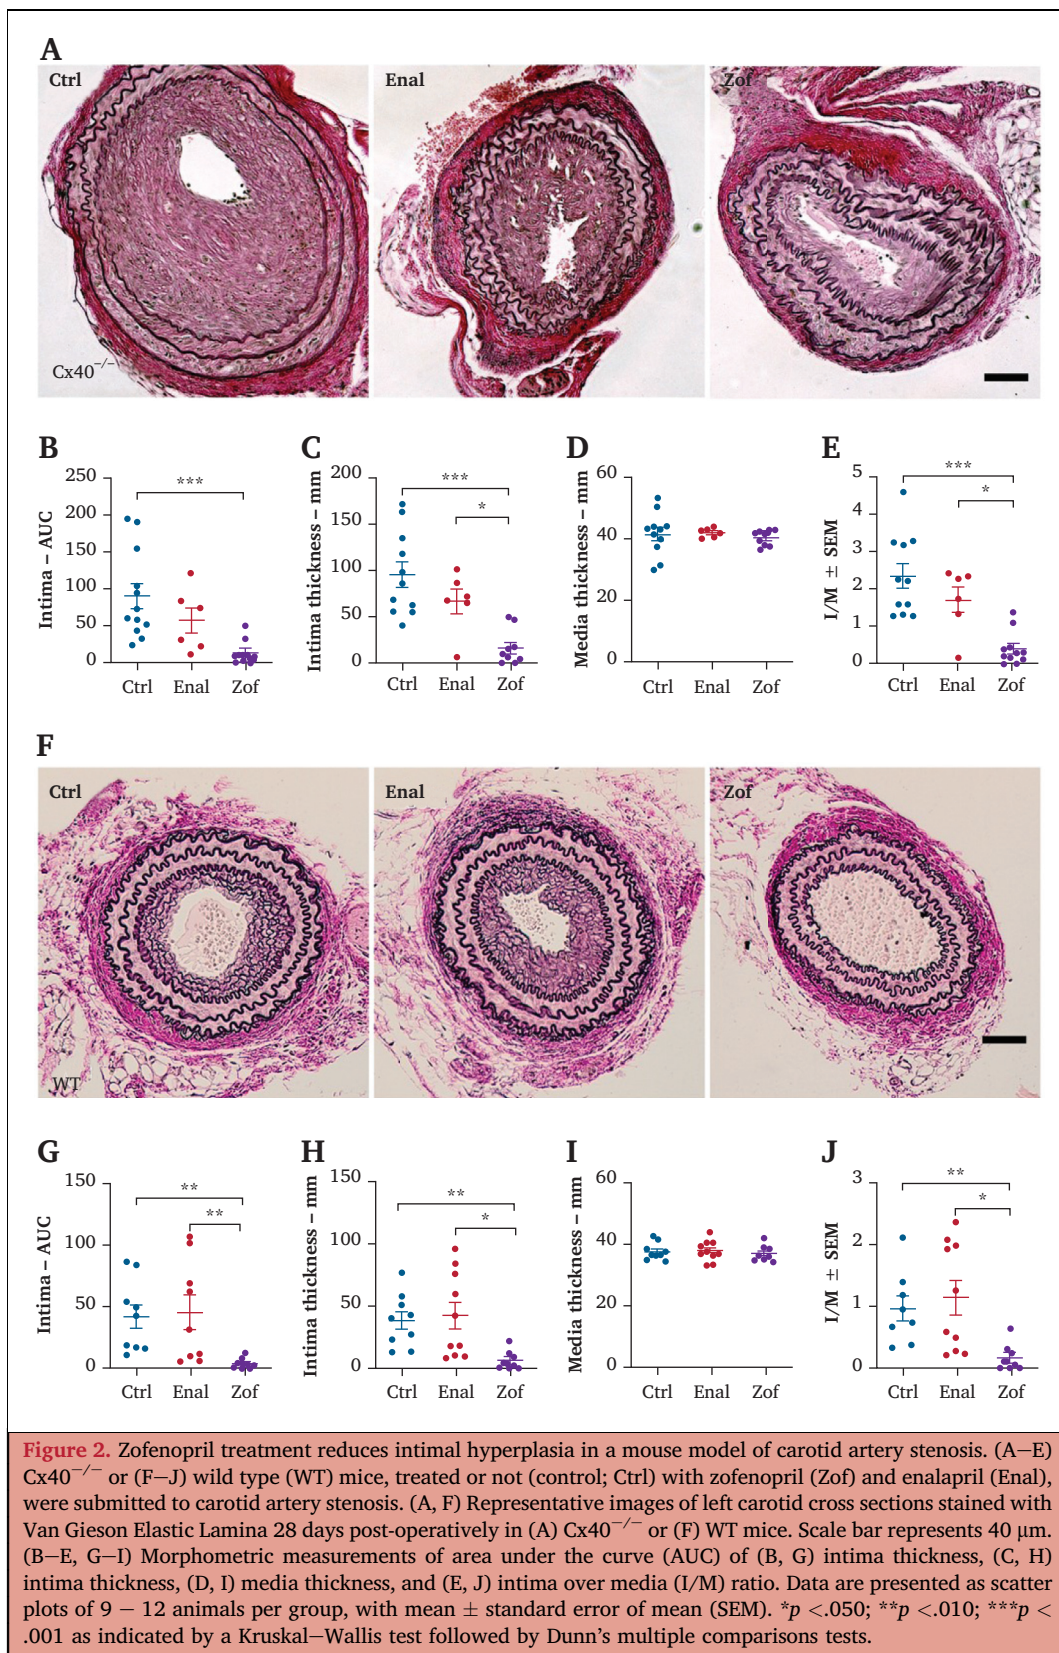 A
Ctrl
Enal
Zof
Cx40−/−
B
Intima – AUC
250
200
150
100
50
0
***
Ctrl
Enal
Zof
C
Intima thickness – mm
200
150
100
50
0
***
*
Ctrl
Enal
Zof
D
Media thickness – mm
60
40
20
0
Ctrl
Enal
Zof
E
I/M ± SEM
5
4
3
2
1
0
***
*
Ctrl
Enal
Zof
F
Ctrl
Enal
Zof
WT
G
Intima – AUC
150
100
50
0
**
**
Ctrl
Enal
Zof
H
Intima thickness – mm
150
100
50
0
**
*
Ctrl
Enal
Zof
I
Media thickness – mm
60
40
20
0
Ctrl
Enal
Zof
J
I/M ± SEM
3
2
1
0
**
*
Ctrl
Enal
Zof
Figure 2. Zofenopril treatment reduces intimal hyperplasia in a mouse model of carotid artery stenosis. (A–E)
Cx40−/− or (F–J) wild type (WT) mice, treated or not (control; Ctrl) with zofenopril (Zof) and enalapril (Enal),
were submitted to carotid artery stenosis. (A, F) Representative images of left carotid cross sections stained with
Van Gieson Elastic Lamina 28 days post-operatively in (A) Cx40−/− or (F) WT mice. Scale bar represents 40 μm.
(B–E, G–I) Morphometric measurements of area under the curve (AUC) of (B, G) intima thickness, (C, H)
intima thickness, (D, I) media thickness, and (E, J) intima over media (I/M) ratio. Data are presented as scatter
plots of 9 – 12 animals per group, with mean ± standard error of mean (SEM). *p <.050; **p <.010; ***p <
.001 as indicated by a Kruskal–Wallis test followed by Dunn's multiple comparisons tests.